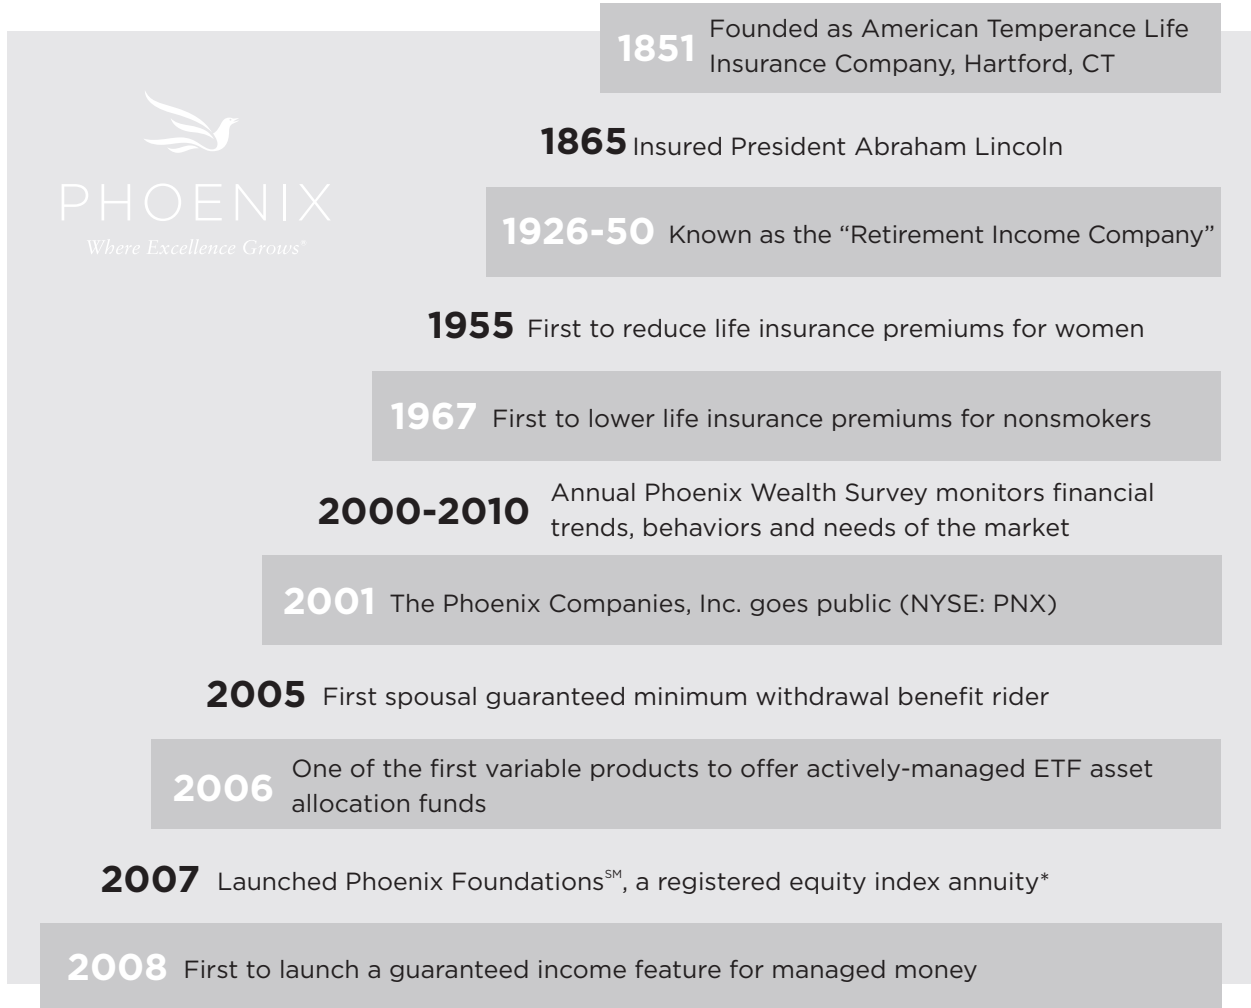 1851 Founded as American Temperance Life
Insurance Company, Hartford, CT
1865 Insured President Abraham Lincoln
PHOENIX
Where Excellence Grows®
1926-50 Known as the “Retirement Income Company”
1955 First to reduce life insurance premiums for women
1967 First to lower life insurance premiums for nonsmokers
2000-2010 Annual Phoenix Wealth Survey monitors financial
trends, behaviors and needs of the market
2001 The Phoenix Companies, Inc. goes public (NYSE: PNX)
2005 First spousal guaranteed minimum withdrawal benefit rider
2006 One of the first variable products to offer actively-managed ETF asset
allocation funds
2007 Launched Phoenix Foundations℠, a registered equity index annuity*
2008 First to launch a guaranteed income feature for managed money